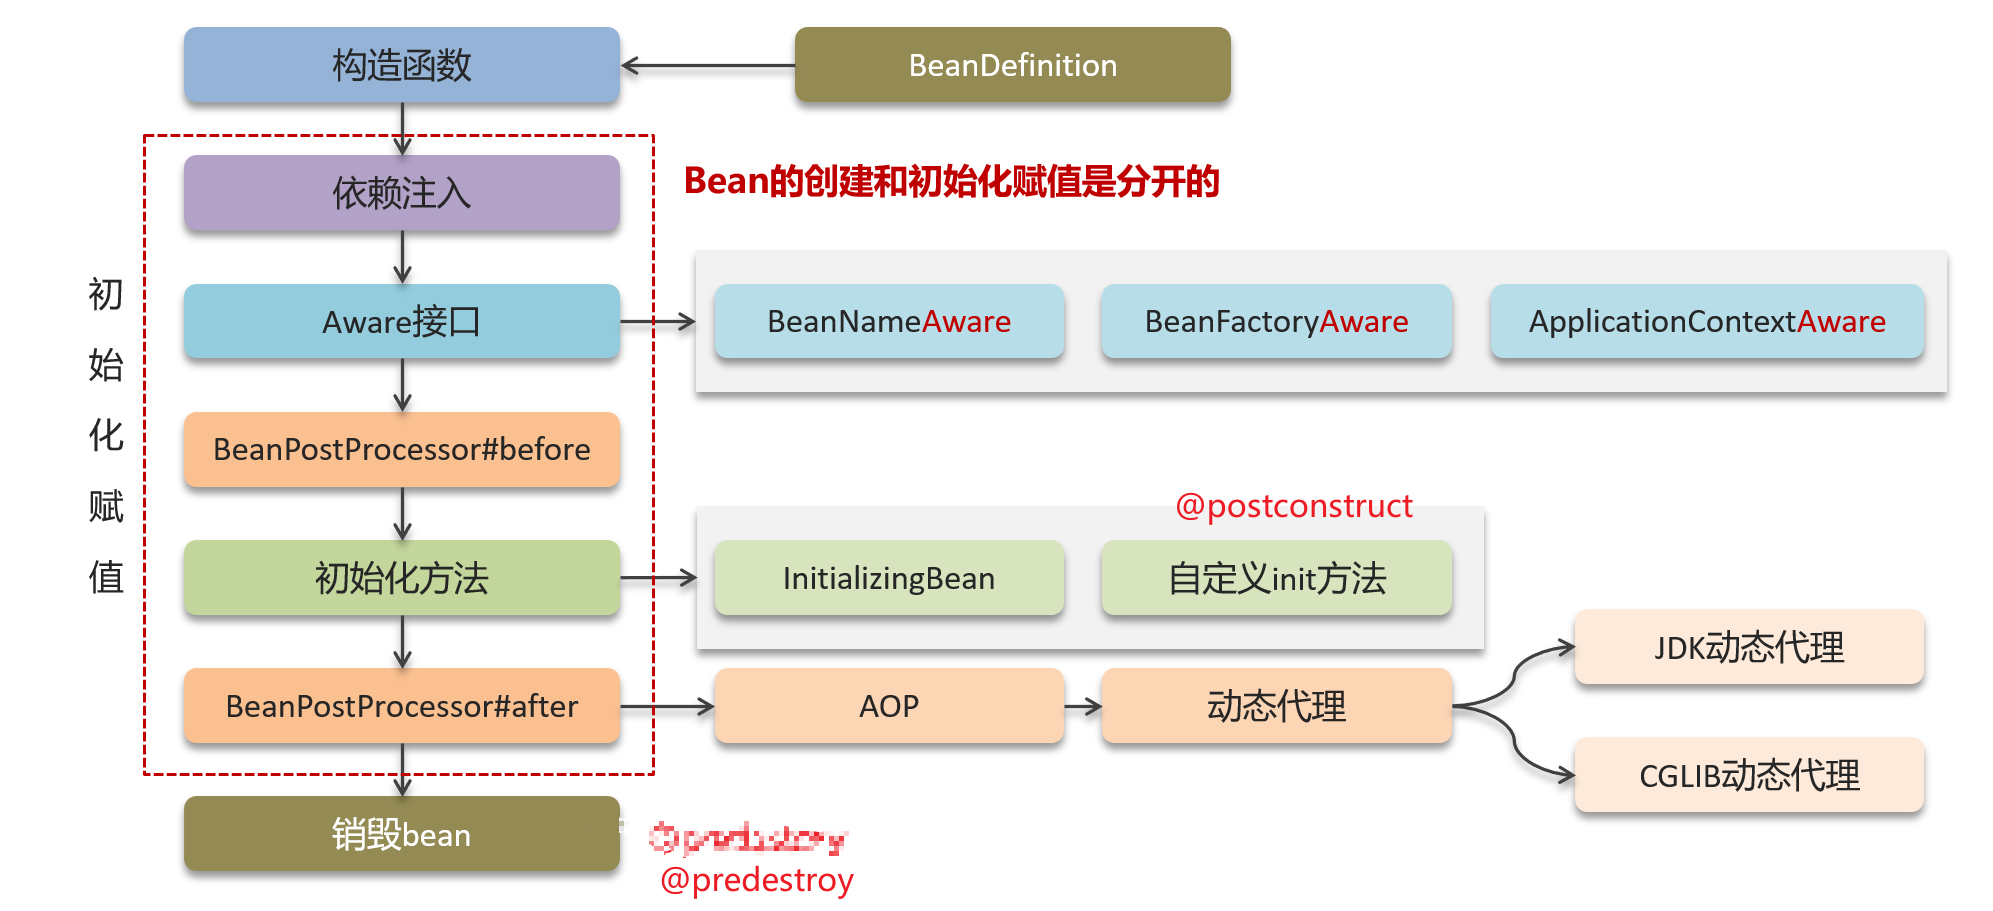 构造函数
BeanDefinition
依赖注入
Bean的创建和初始化赋值是分开的
初始化赋值
Aware接口
BeanNameAware
BeanFactoryAware
ApplicationContextAware
BeanPostProcessor#before
@postconstruct
初始化方法
InitializingBean
自定义init方法
JDK动态代理
BeanPostProcessor#after
AOP
动态代理
CGLIB动态代理
销毁bean
@predestroy